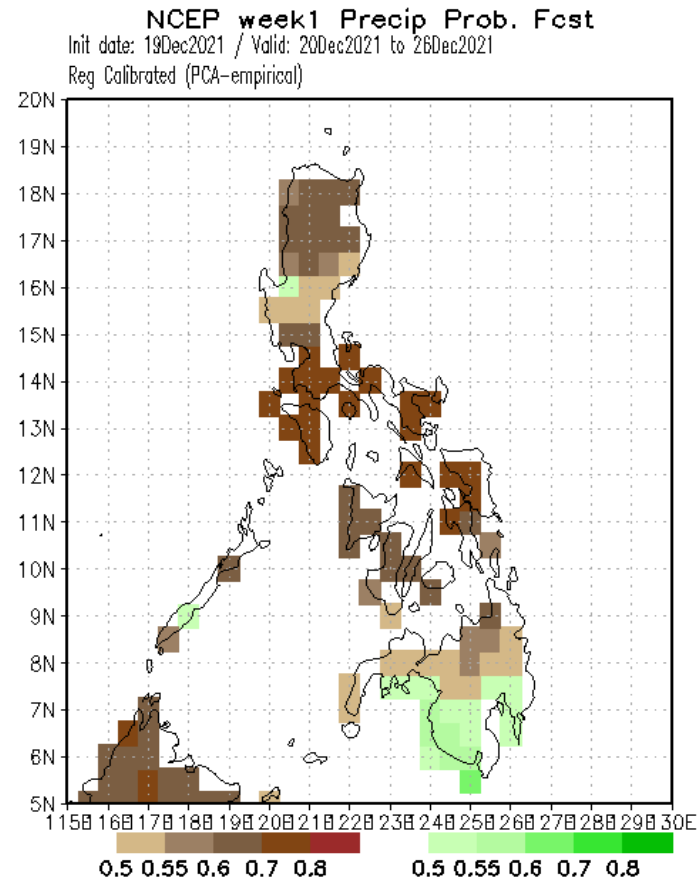 NCEP week1 Precip Prob. Fcst
Init date: 19Dec2021 / Valid: 20Dec2021 to 26Dec2021
Reg Calibrated (PCA-empirical)
20N
19N
18N
17N
16N
15N
14N
13N
12N
11N
10N
9N
8N
7N
6N
5N
115E 116E 117E 118E 119E 120E 121E 122E 123E 124E 125E 126E 127E 128E 129E 130E
0.5 0.55 0.6 0.7 0.8 0.5 0.55 0.6 0.7 0.8